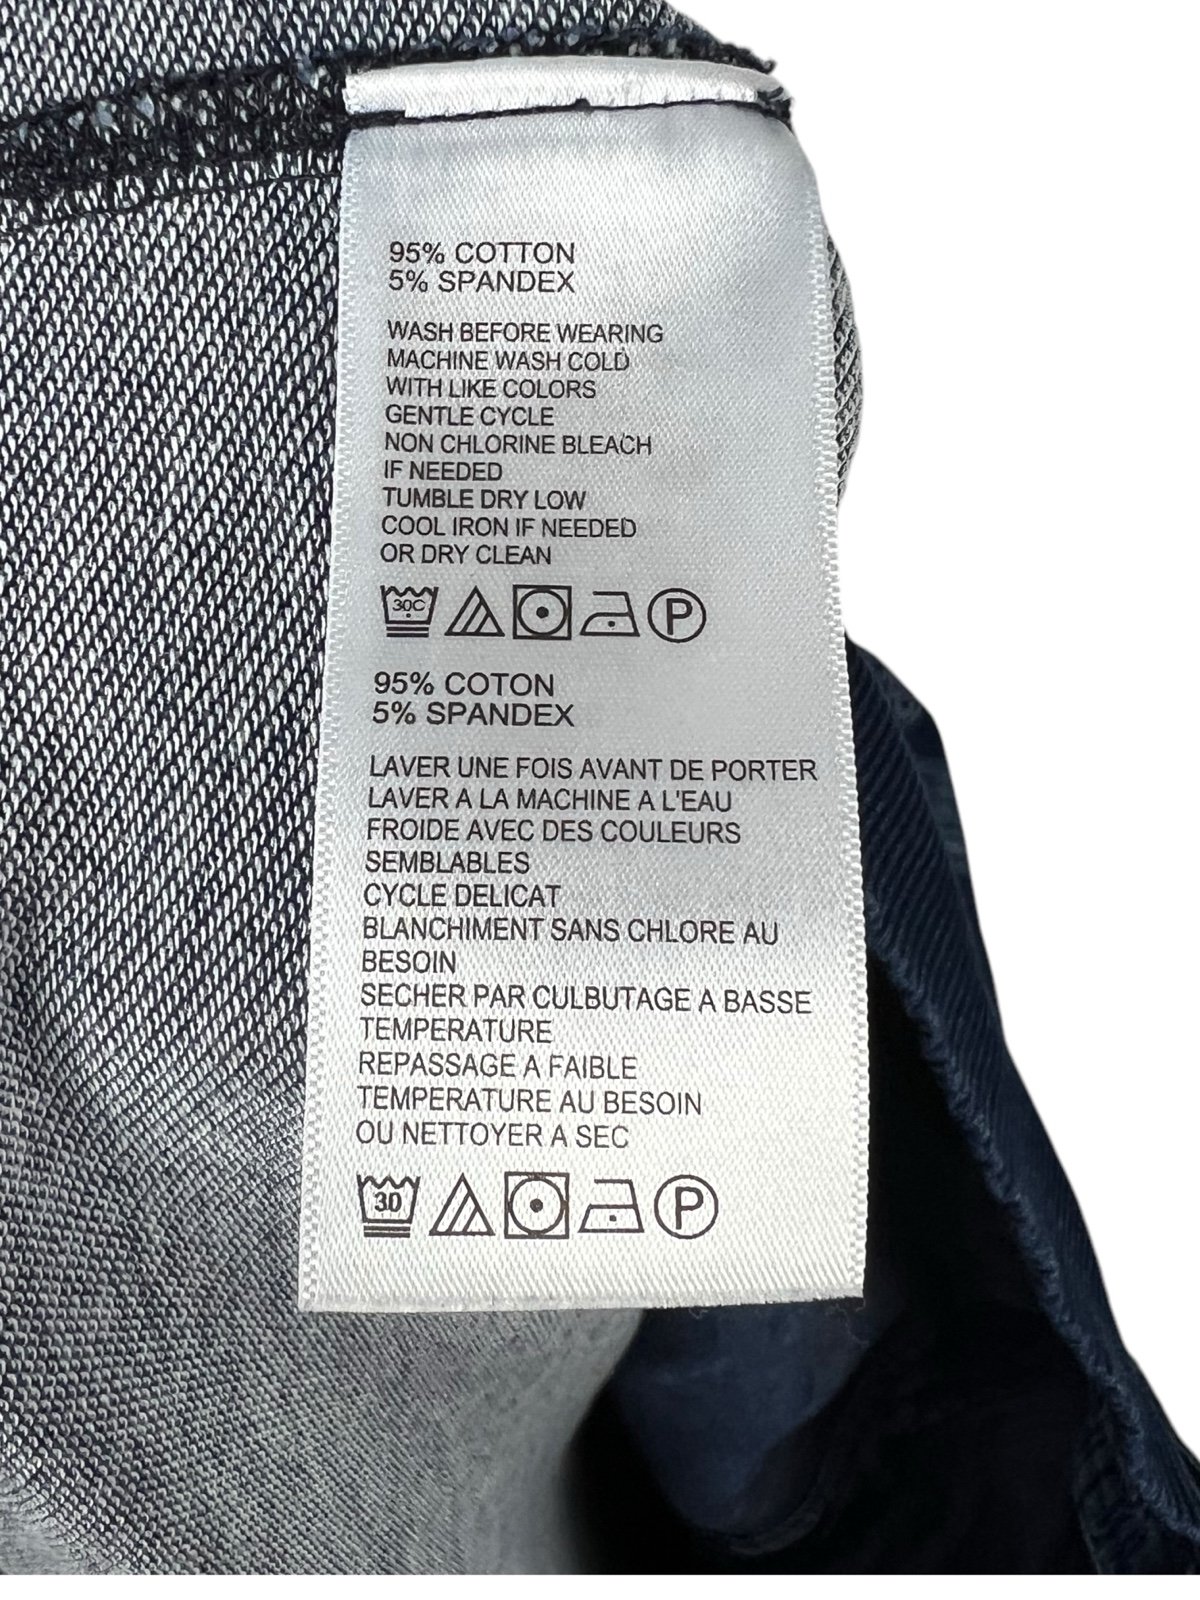 95% COTTON
5% SPANDEX
WASH BEFORE WEARING
MACHINE WASH COLD
WITH LIKE COLORS
GENTLE CYCLE
NON CHLORINE BLEACH
IF NEEDED
TUMBLE DRY LOW
COOL IRON IF NEEDED
OR DRY CLEAN
30C P
95% COTON
5% SPANDEX
LAVER UNE FOIS AVANT DE PORTER
LAVER A LA MACHINE A L'EAU
FROIDE AVEC DES COULEURS
SEMBLABLES
CYCLE DELICAT
BLANCHIMENT SANS CHLORE AU
BESOIN
SECHER PAR CULBUTAGE A BASSE
TEMPERATURE
REPASSAGE A FAIBLE
TEMPERATURE AU BESOIN
OU NETTOYER A SEC
30 P